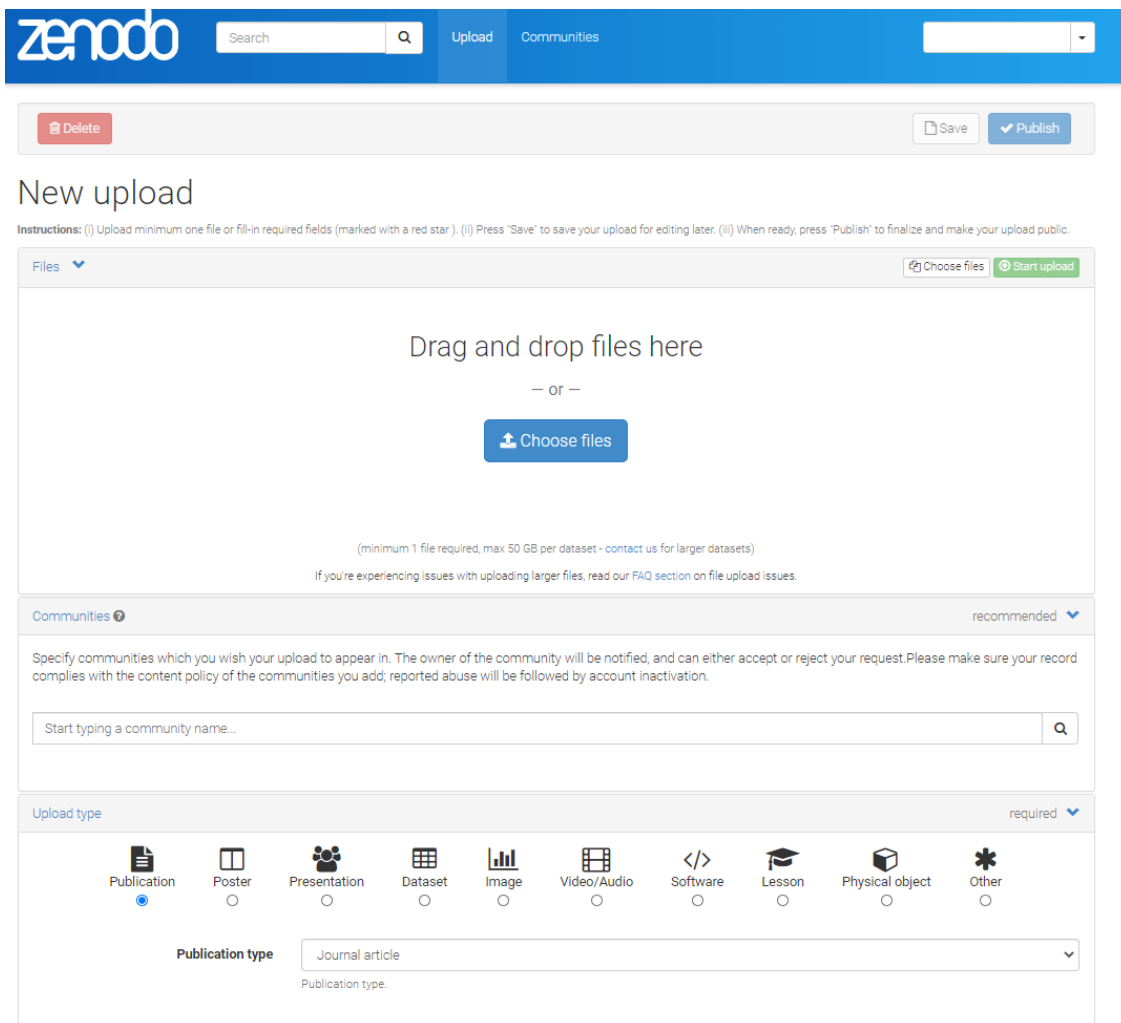 zenodo
Search
Upload
Communities
Delete
Save
Publish
New upload
Instructions: (i) Upload minimum one file or fill-in required fields (marked with a red star ). (ii) Press "Save" to save your upload for editing later. (iii) When ready, press "Publish" to finalize and make your upload public.
Files
Choose files
Start upload
Drag and drop files here
— or —
Choose files
(minimum 1 file required, max 50 GB per dataset - contact us for larger datasets)
If you're experiencing issues with uploading larger files, read our FAQ section on file upload issues.
Communities
recommended
Specify communities which you wish your upload to appear in. The owner of the community will be notified, and can either accept or reject your request.Please make sure your record
complies with the content policy of the communities you add; reported abuse will be followed by account inactivation.
Start typing a community name...
Upload type
required
Publication
Poster
Presentation
Dataset
Image
Video/Audio
Software
Lesson
Physical object
Other
Publication type
Journal article
Publication type.